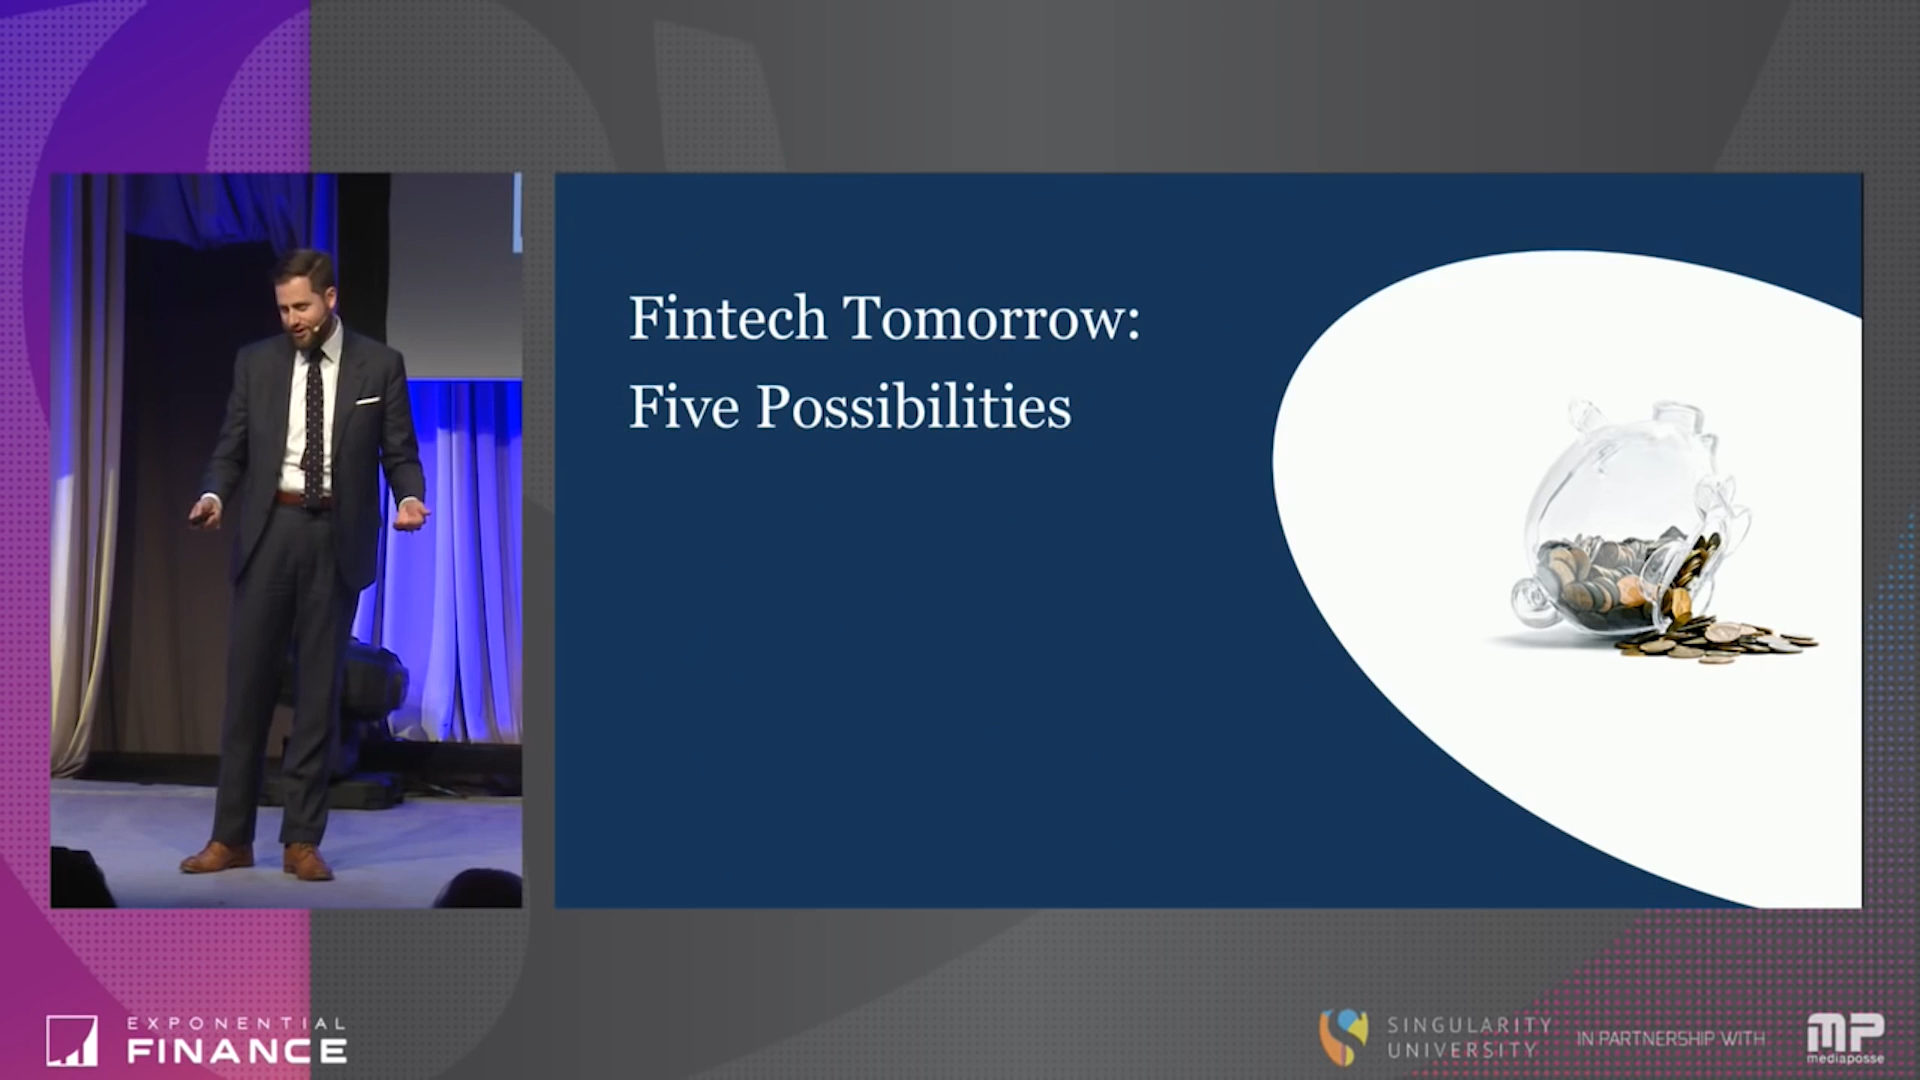 Fintech Tomorrow:
Five Possibilities
EXPONENTIAL
FINANCE
SINGULARITY
UNIVERSITY
IN PARTNERSHIP WITH
MP
mediaposse